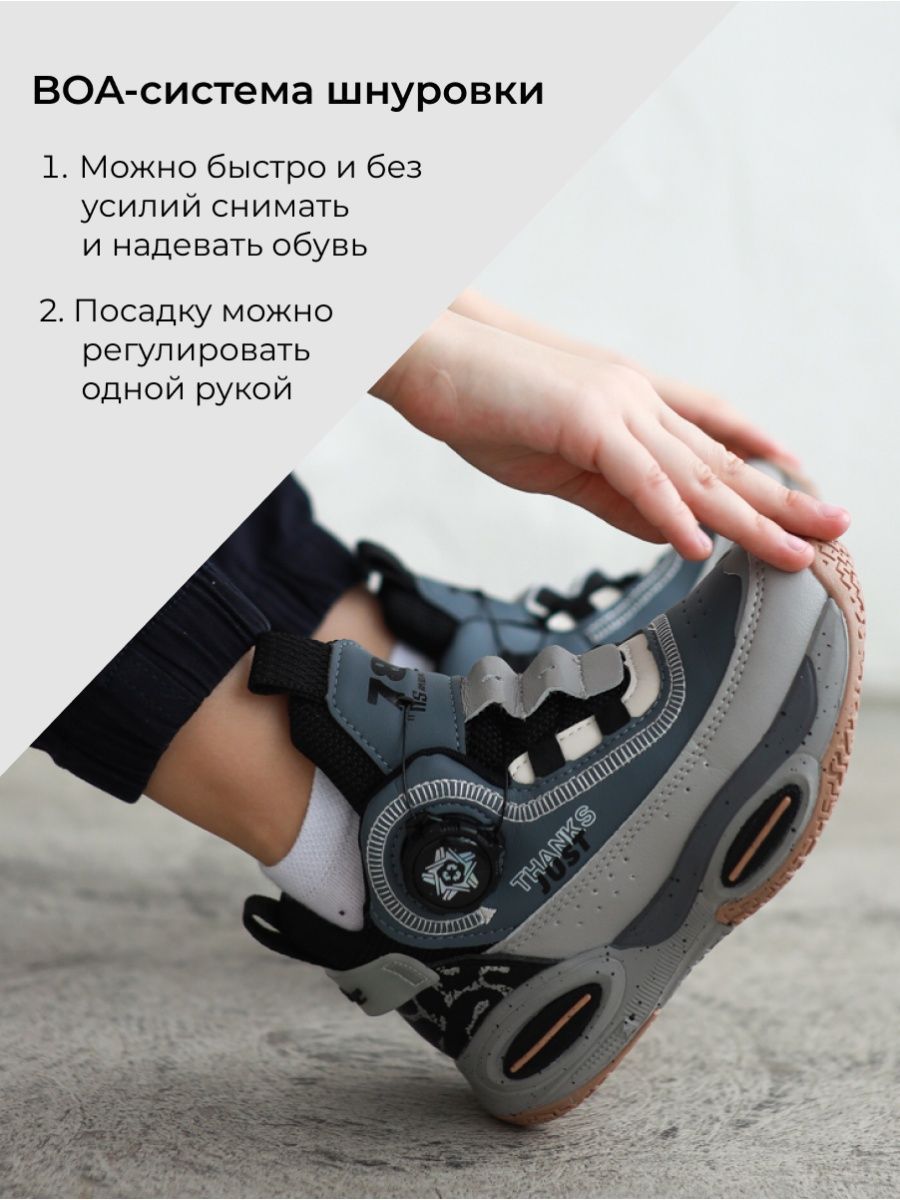 BOA-система шнуровки
1. Можно быстро и без
усилий снимать
и надевать обувь
2. Посадку можно
регулировать
одной рукой
78
THANKS
JUST